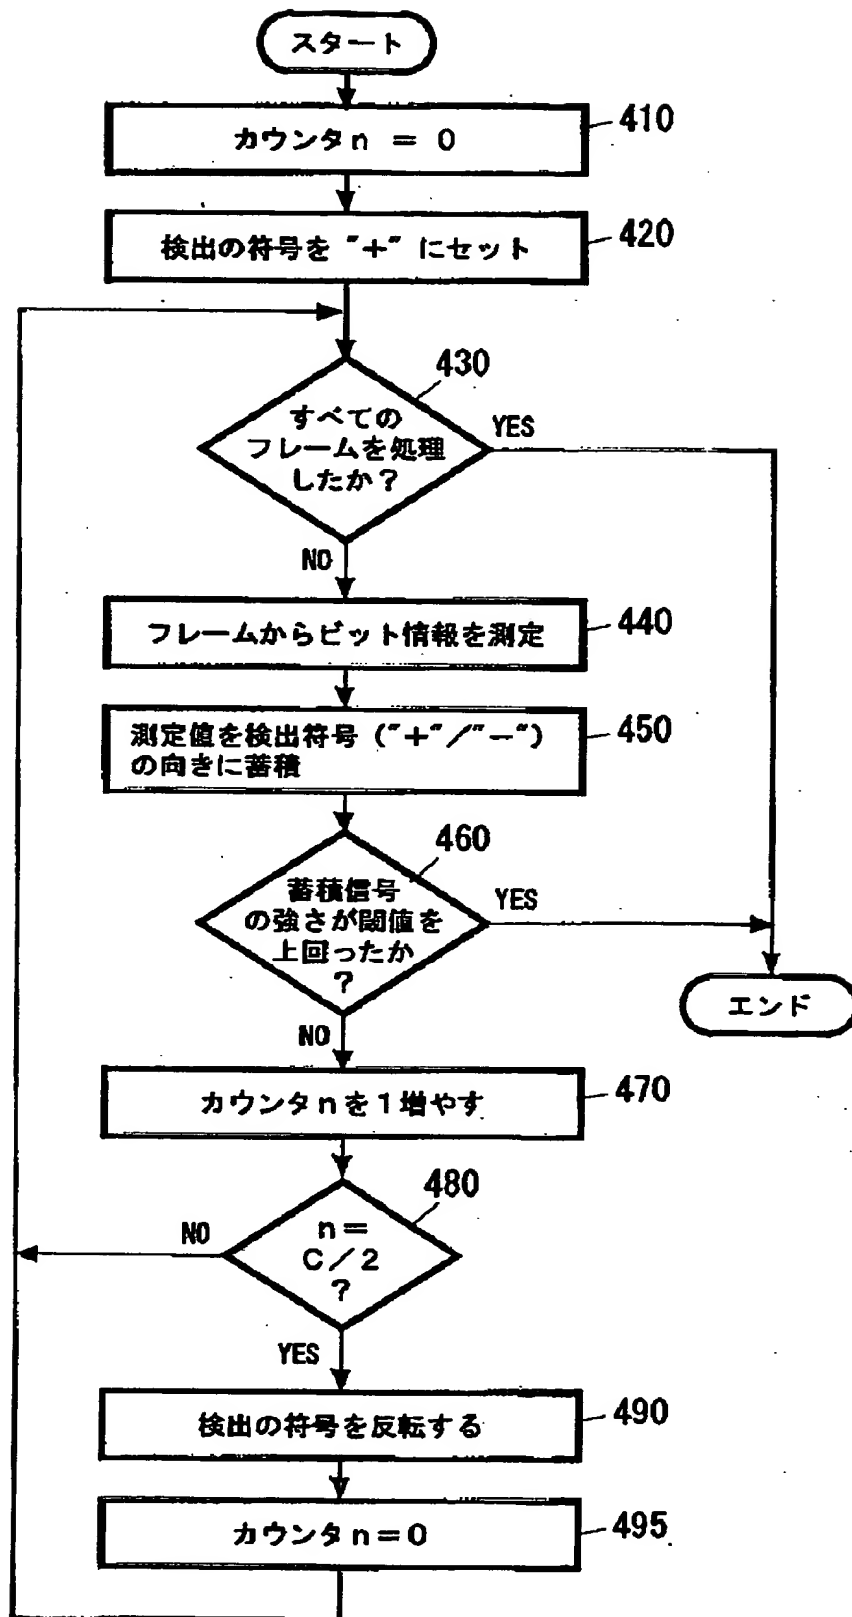 スタート
カウンタn = 0
410
検出の符号を "+" にセット
420
430
すべての
フレームを処理
したか？
YES
NO
フレームからビット情報を測定
440
測定値を検出符号 ("+"/"−")
の向きに蓄積
450
460
蓄積信号
の強さが閾値を
上回ったか
？
YES
エンド
NO
カウンタnを1増やす
470
480
n=
C/2
？
NO
YES
検出の符号を反転する
490
カウンタn=0
495